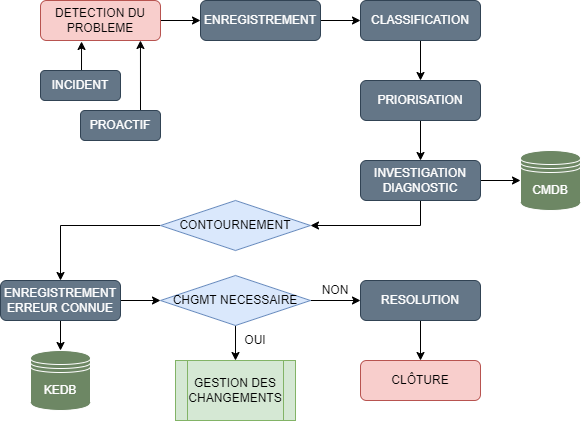 DETECTION DU
PROBLEME
ENREGISTREMENT
CLASSIFICATION
INCIDENT
PROACTIF
PRIORISATION
INVESTIGATION
DIAGNOSTIC
CMDB
CONTOURNEMENT
ENREGISTREMENT
ERREUR CONNUE
CHGMT NECESSAIRE
NON
RESOLUTION
OUI
KEDB
GESTION DES
CHANGEMENTS
CLÔTURE